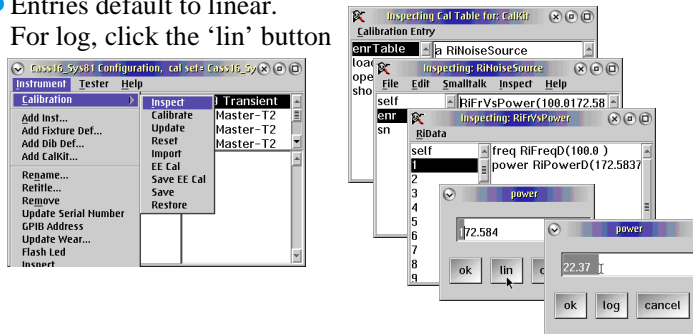 Entries default to linear.
For log, click the ‘lin’ button
Cass16_Sys81 Configuration, cal set= Cass16_Sy
Instrument Tester Help
Calibration
Add Inst...
Add Fixture Def...
Add Dib Def...
Add CalKit...
Rename...
Retitle...
Remove
Update Serial Number
GPIB Address
Update Wear...
Flash Led
Inspect
Inspect
Calibrate
Update
Reset
Import
EE Cal
Save EE Cal
Save
Restore
Transient
Master-T2
Master-T2
Master-T2
Inspecting Cal Table for: CalKit
Calibration Entry
enrTable
a RiNoiseSource
loa
ope
sho
Inspecting: RiNoiseSource
File Edit Smalltalk Inspect Help
self
enr
sn
RiFrVsPower(100.0172.58
Inspecting: RiFrVsPower
RiData
self
1
2
3
4
5
6
7
8
9
freq RiFreqD(100.0 )
power RiPowerD(172.5837
power
172.584
ok lin c
power
22.37
ok log cancel